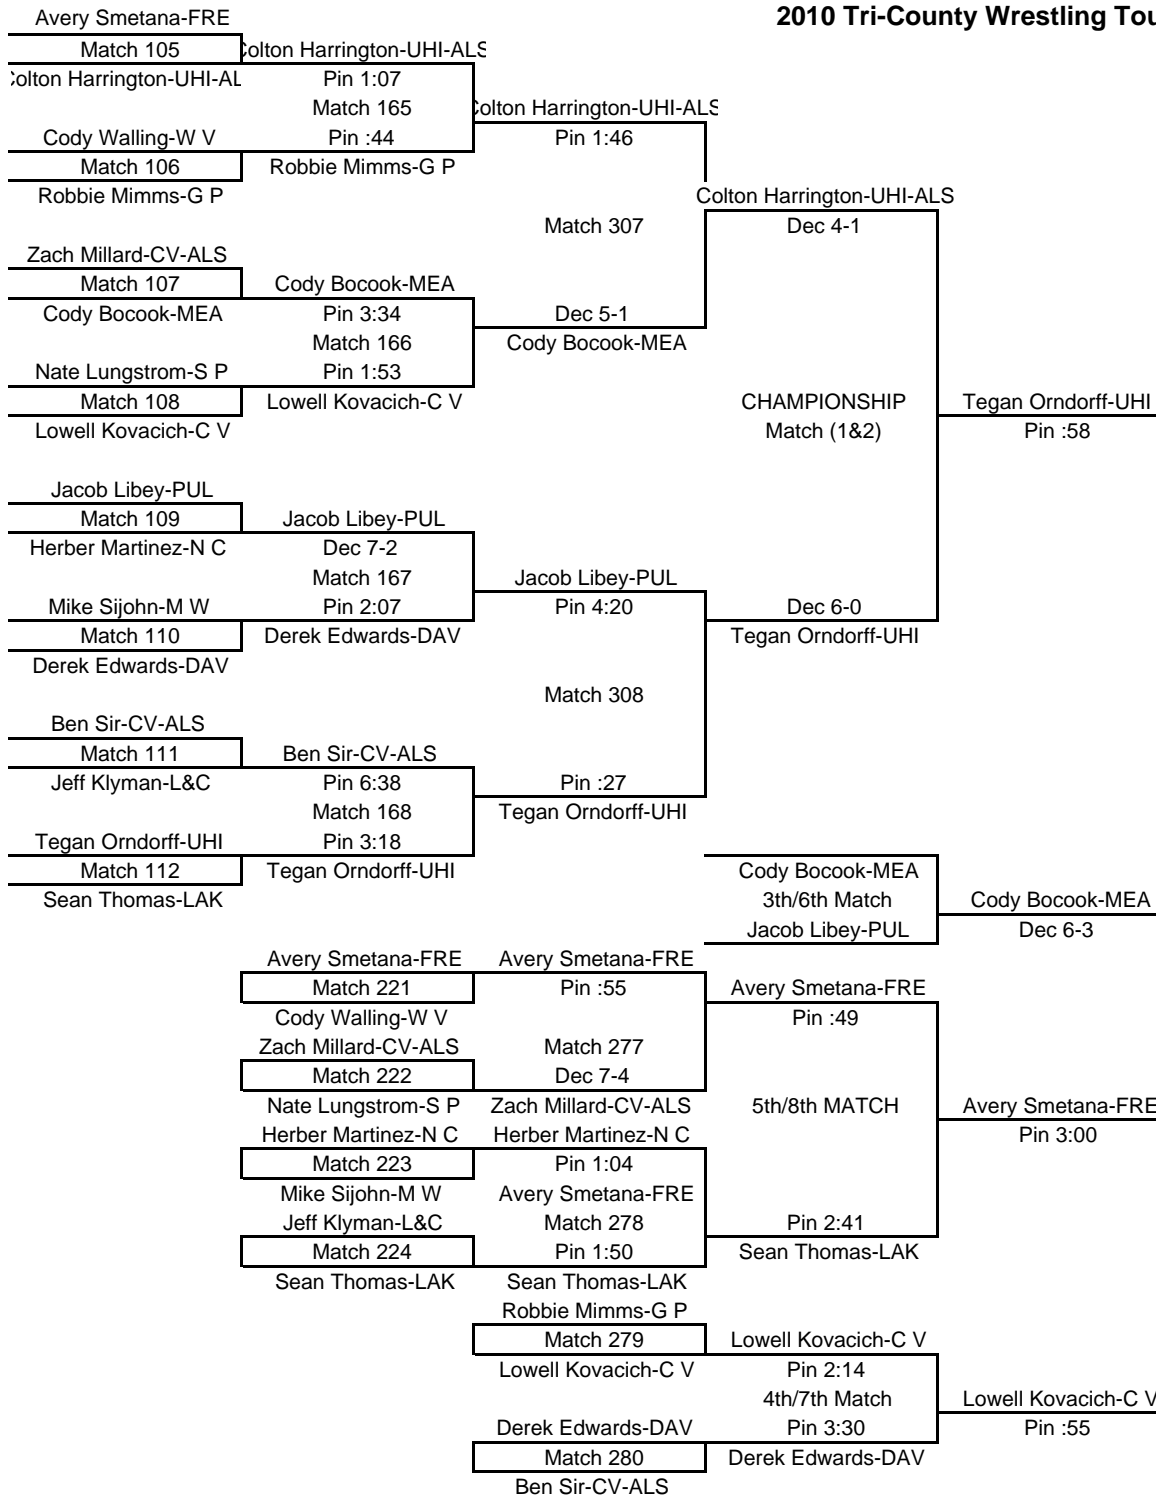 2010 Tri-County Wrestling Tou
Avery Smetana-FRE
Match 105 Colton Harrington-UHI-ALS
Colton Harrington-UHI-AL Pin 1:07
Match 165 Colton Harrington-UHI-ALS
Cody Walling-W V Pin :44 Pin 1:46
Match 106 Robbie Mimms-G P
Robbie Mimms-G P Colton Harrington-UHI-ALS
Match 307 Dec 4-1
Zach Millard-CV-ALS
Match 107 Cody Bocook-MEA
Cody Bocook-MEA Pin 3:34 Dec 5-1
Match 166 Cody Bocook-MEA
Nate Lungstrom-S P Pin 1:53
Match 108 Lowell Kovacich-C V CHAMPIONSHIP Tegan Orndorff-UHI
Lowell Kovacich-C V Match (1&2) Pin :58
Jacob Libey-PUL
Match 109 Jacob Libey-PUL
Herber Martinez-N C Dec 7-2
Match 167 Jacob Libey-PUL
Mike Sijohn-M W Pin 2:07 Pin 4:20 Dec 6-0
Match 110 Derek Edwards-DAV Tegan Orndorff-UHI
Derek Edwards-DAV
Match 308
Ben Sir-CV-ALS
Match 111 Ben Sir-CV-ALS
Jeff Klyman-L&C Pin 6:38 Pin :27
Match 168 Tegan Orndorff-UHI
Tegan Orndorff-UHI Pin 3:18
Match 112 Tegan Orndorff-UHI Cody Bocook-MEA
Sean Thomas-LAK 3th/6th Match Cody Bocook-MEA
Jacob Libey-PUL Dec 6-3
Avery Smetana-FRE Avery Smetana-FRE
Match 221 Pin :55 Avery Smetana-FRE
Cody Walling-W V Pin :49
Zach Millard-CV-ALS Match 277
Match 222 Dec 7-4
Nate Lungstrom-S P Zach Millard-CV-ALS 5th/8th MATCH Avery Smetana-FRE
Herber Martinez-N C Herber Martinez-N C Pin 3:00
Match 223 Pin 1:04
Mike Sijohn-M W Avery Smetana-FRE
Jeff Klyman-L&C Match 278 Pin 2:41
Match 224 Pin 1:50 Sean Thomas-LAK
Sean Thomas-LAK Sean Thomas-LAK
Robbie Mimms-G P
Match 279 Lowell Kovacich-C V
Lowell Kovacich-C V Pin 2:14
4th/7th Match Lowell Kovacich-C V
Derek Edwards-DAV Pin 3:30 Pin :55
Match 280 Derek Edwards-DAV
Ben Sir-CV-ALS